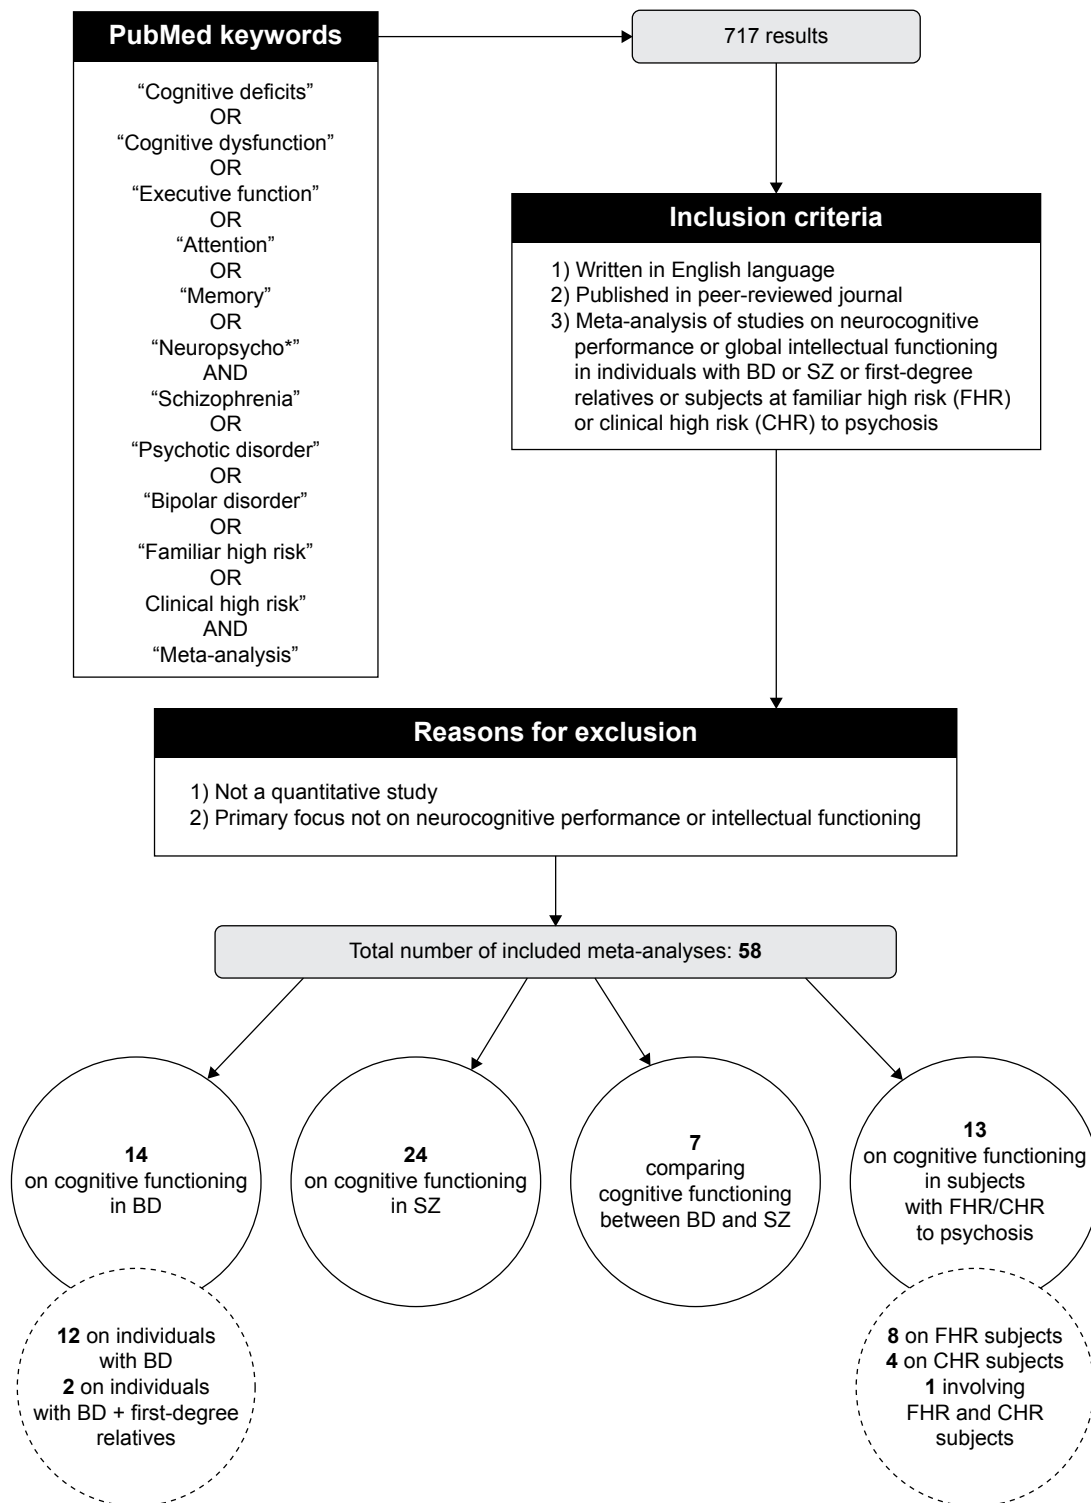 PubMed keywords
“Cognitive deficits”
OR
“Cognitive dysfunction”
OR
“Executive function”
OR
“Attention”
OR
“Memory”
OR
“Neuropsycho*”
AND
“Schizophrenia”
OR
“Psychotic disorder”
OR
“Bipolar disorder”
OR
“Familiar high risk”
OR
Clinical high risk”
AND
“Meta-analysis”
717 results
Inclusion criteria
1) Written in English language
2) Published in peer-reviewed journal
3) Meta-analysis of studies on neurocognitive
performance or global intellectual functioning
in individuals with BD or SZ or first-degree
relatives or subjects at familiar high risk (FHR)
or clinical high risk (CHR) to psychosis
Reasons for exclusion
1) Not a quantitative study
2) Primary focus not on neurocognitive performance or intellectual functioning
Total number of included meta-analyses: 58
14
on cognitive functioning
in BD
12 on individuals
with BD
2 on individuals
with BD + first-degree
relatives
24
on cognitive functioning
in SZ
7
comparing
cognitive functioning
between BD and SZ
13
on cognitive functioning
in subjects
with FHR/CHR
to psychosis
8 on FHR subjects
4 on CHR subjects
1 involving
FHR and CHR
subjects